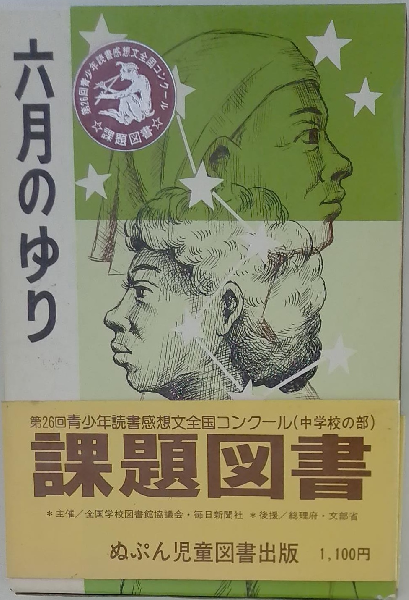 六月のゆり
第26回青少年読書感想文全国コンクール
☆課題図書☆
第26回青少年読書感想文全国コンクール(中学校の部)
課題図書
*主催/全国学校図書館協議会・毎日新聞社 *後援/総理府・文部省
ぬぷん児童図書出版 1,100円